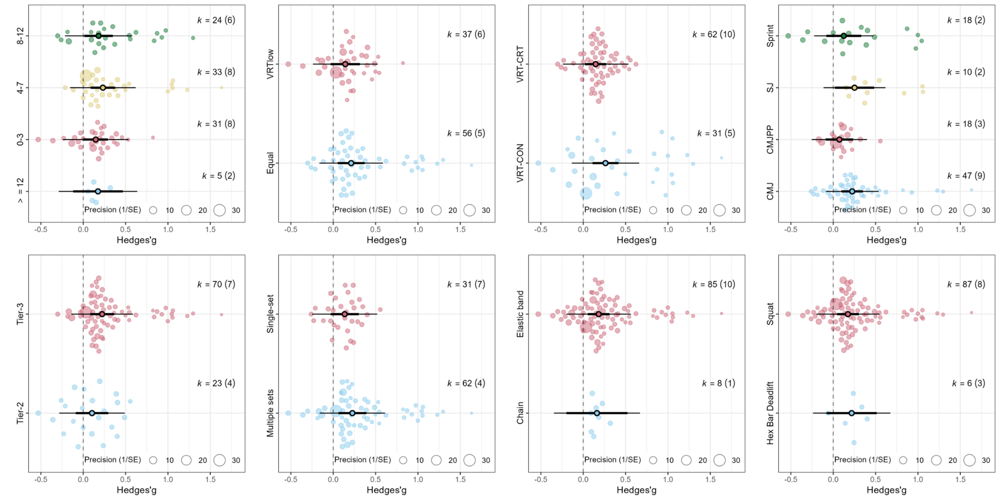 8-12
k = 24 (6)
4-7
k = 33 (8)
0-3
k = 31 (8)
> = 12
k = 5 (2)
Precision (1/SE) 10 20 30
-0.5 0.0 0.5 1.0 1.5
Hedges'g
VRTlow
k = 37 (6)
Equal
k = 56 (5)
Precision (1/SE) 10 20 30
-0.5 0.0 0.5 1.0 1.5
Hedges'g
VRT-CRT
k = 62 (10)
VRT-CON
k = 31 (5)
Precision (1/SE) 10 20 30
-0.5 0.0 0.5 1.0 1.5
Hedges'g
Sprint
k = 18 (2)
SJ
k = 10 (2)
CMJPP
k = 18 (3)
CMJ
k = 47 (9)
Precision (1/SE) 10 20 30
-0.5 0.0 0.5 1.0 1.5
Hedges'g
Tier-3
k = 70 (7)
Tier-2
k = 23 (4)
Precision (1/SE) 10 20 30
-0.5 0.0 0.5 1.0 1.5
Hedges'g
Single-set
k = 31 (7)
Multiple sets
k = 62 (4)
Precision (1/SE) 10 20 30
-0.5 0.0 0.5 1.0 1.5
Hedges'g
Elastic band
k = 85 (10)
Chain
k = 8 (1)
Precision (1/SE) 10 20 30
-0.5 0.0 0.5 1.0 1.5
Hedges'g
Squat
k = 87 (8)
Hex Bar Deadlift
k = 6 (3)
Precision (1/SE) 10 20 30
-0.5 0.0 0.5 1.0 1.5
Hedges'g